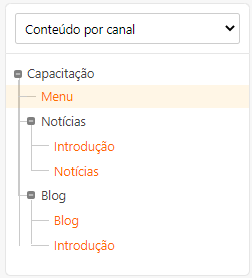 Conteúdo por canal
Capacitação
Menu
Notícias
Introdução
Notícias
Blog
Blog
Introdução